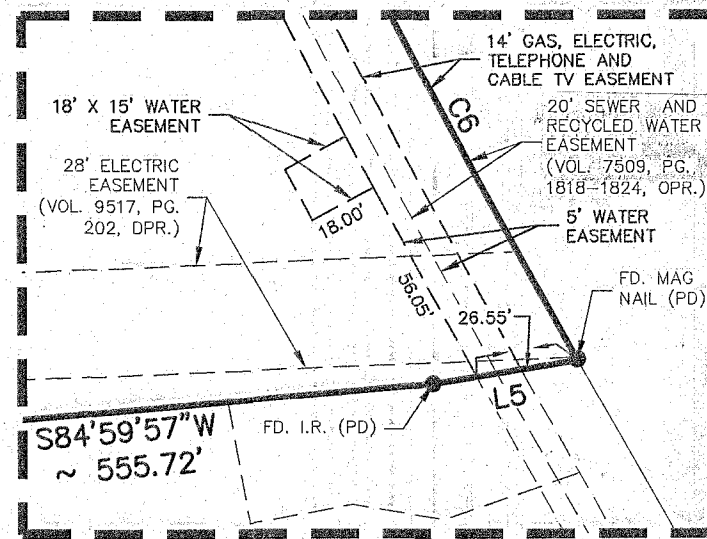 14' GAS, ELECTRIC,
TELEPHONE AND
CABLE TV EASEMENT
18' X 15' WATER
EASEMENT
C6
20' SEWER AND
RECYCLED WATER
EASEMENT
(VOL. 7509, PG.
1818-1824, OPR.)
28' ELECTRIC
EASEMENT
(VOL. 9517, PG.
202, DPR.)
18.00'
5' WATER
EASEMENT
56.05'
FD. MAG
NAIL (PD)
26.55'
L5
S84°59'57"W
~ 555.72'
FD. I.R. (PD)